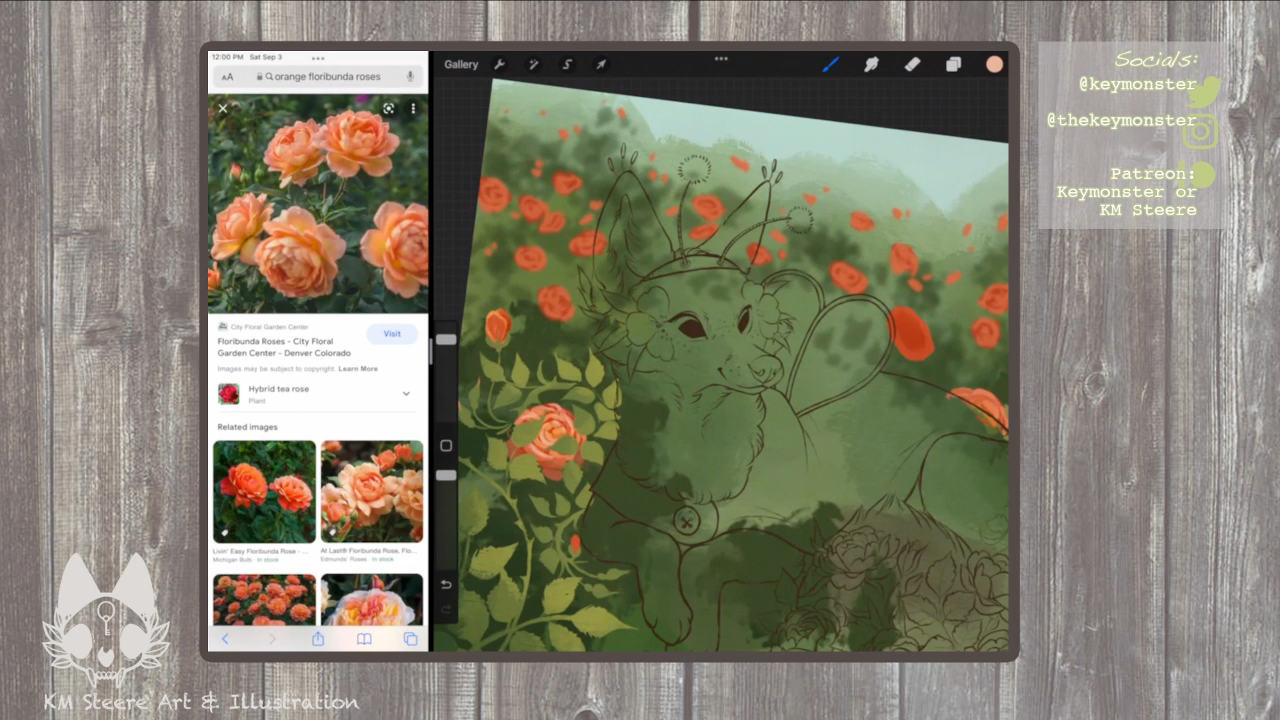 12:00 PM Sat Sep 3
AA orange floribunda roses
Gallery
City Floral Garden Center
Floribunda Roses - City Floral
Garden Center - Denver Colorado
Visit
Images may be subject to copyright. Learn More
Hybrid tea rose
Plant
Related images
Livin' Easy Floribunda Rose - ...
Michigan Bulb · In stock
At Last® Floribunda Rose, Flo...
Edmunds' Roses · In stock
Socials:
@keymonster
@thekeymonster
Patreon:
Keymonster or
KM Steere
KM Steere Art & Illustration